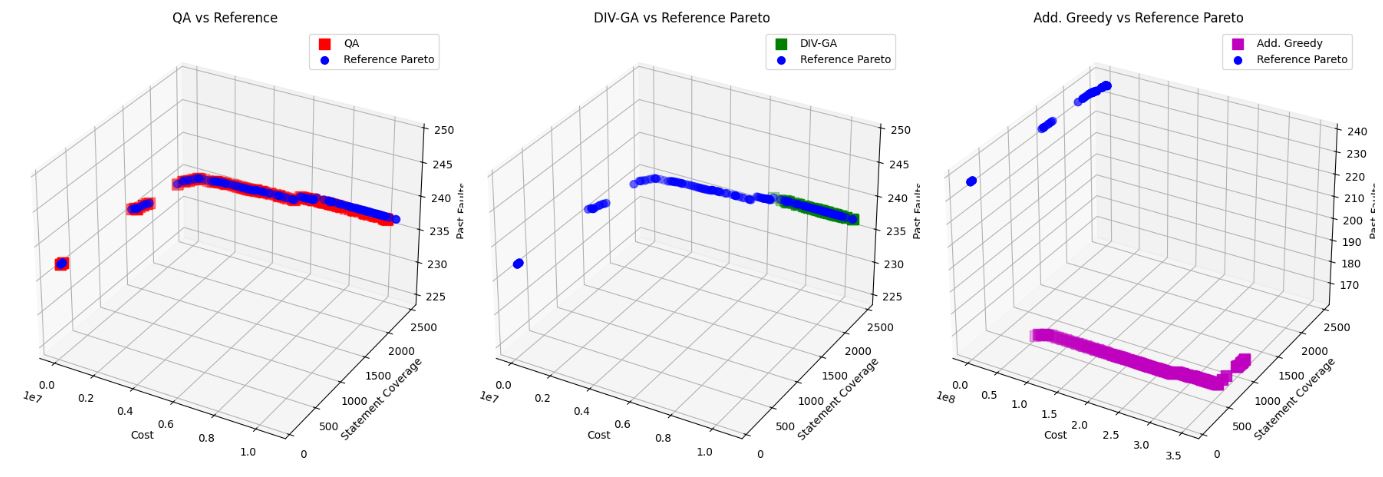 QA vs Reference
QA
Reference Pareto
250
245
240
235
230
225
Past Faults
2500
2000
1500
1000
500
0
Statement Coverage
0.0
0.2
0.4
0.6
0.8
1.0
1e7
Cost
DIV-GA vs Reference Pareto
DIV-GA
Reference Pareto
250
245
240
235
230
225
Past Faults
2500
2000
1500
1000
500
0
Statement Coverage
0.0
0.2
0.4
0.6
0.8
1.0
1e7
Cost
Add. Greedy vs Reference Pareto
Add. Greedy
Reference Pareto
240
230
220
210
200
190
180
170
Past Faults
2500
2000
1500
1000
500
0
Statement Coverage
0.0
0.5
1.0
1.5
2.0
2.5
3.0
3.5
1e8
Cost